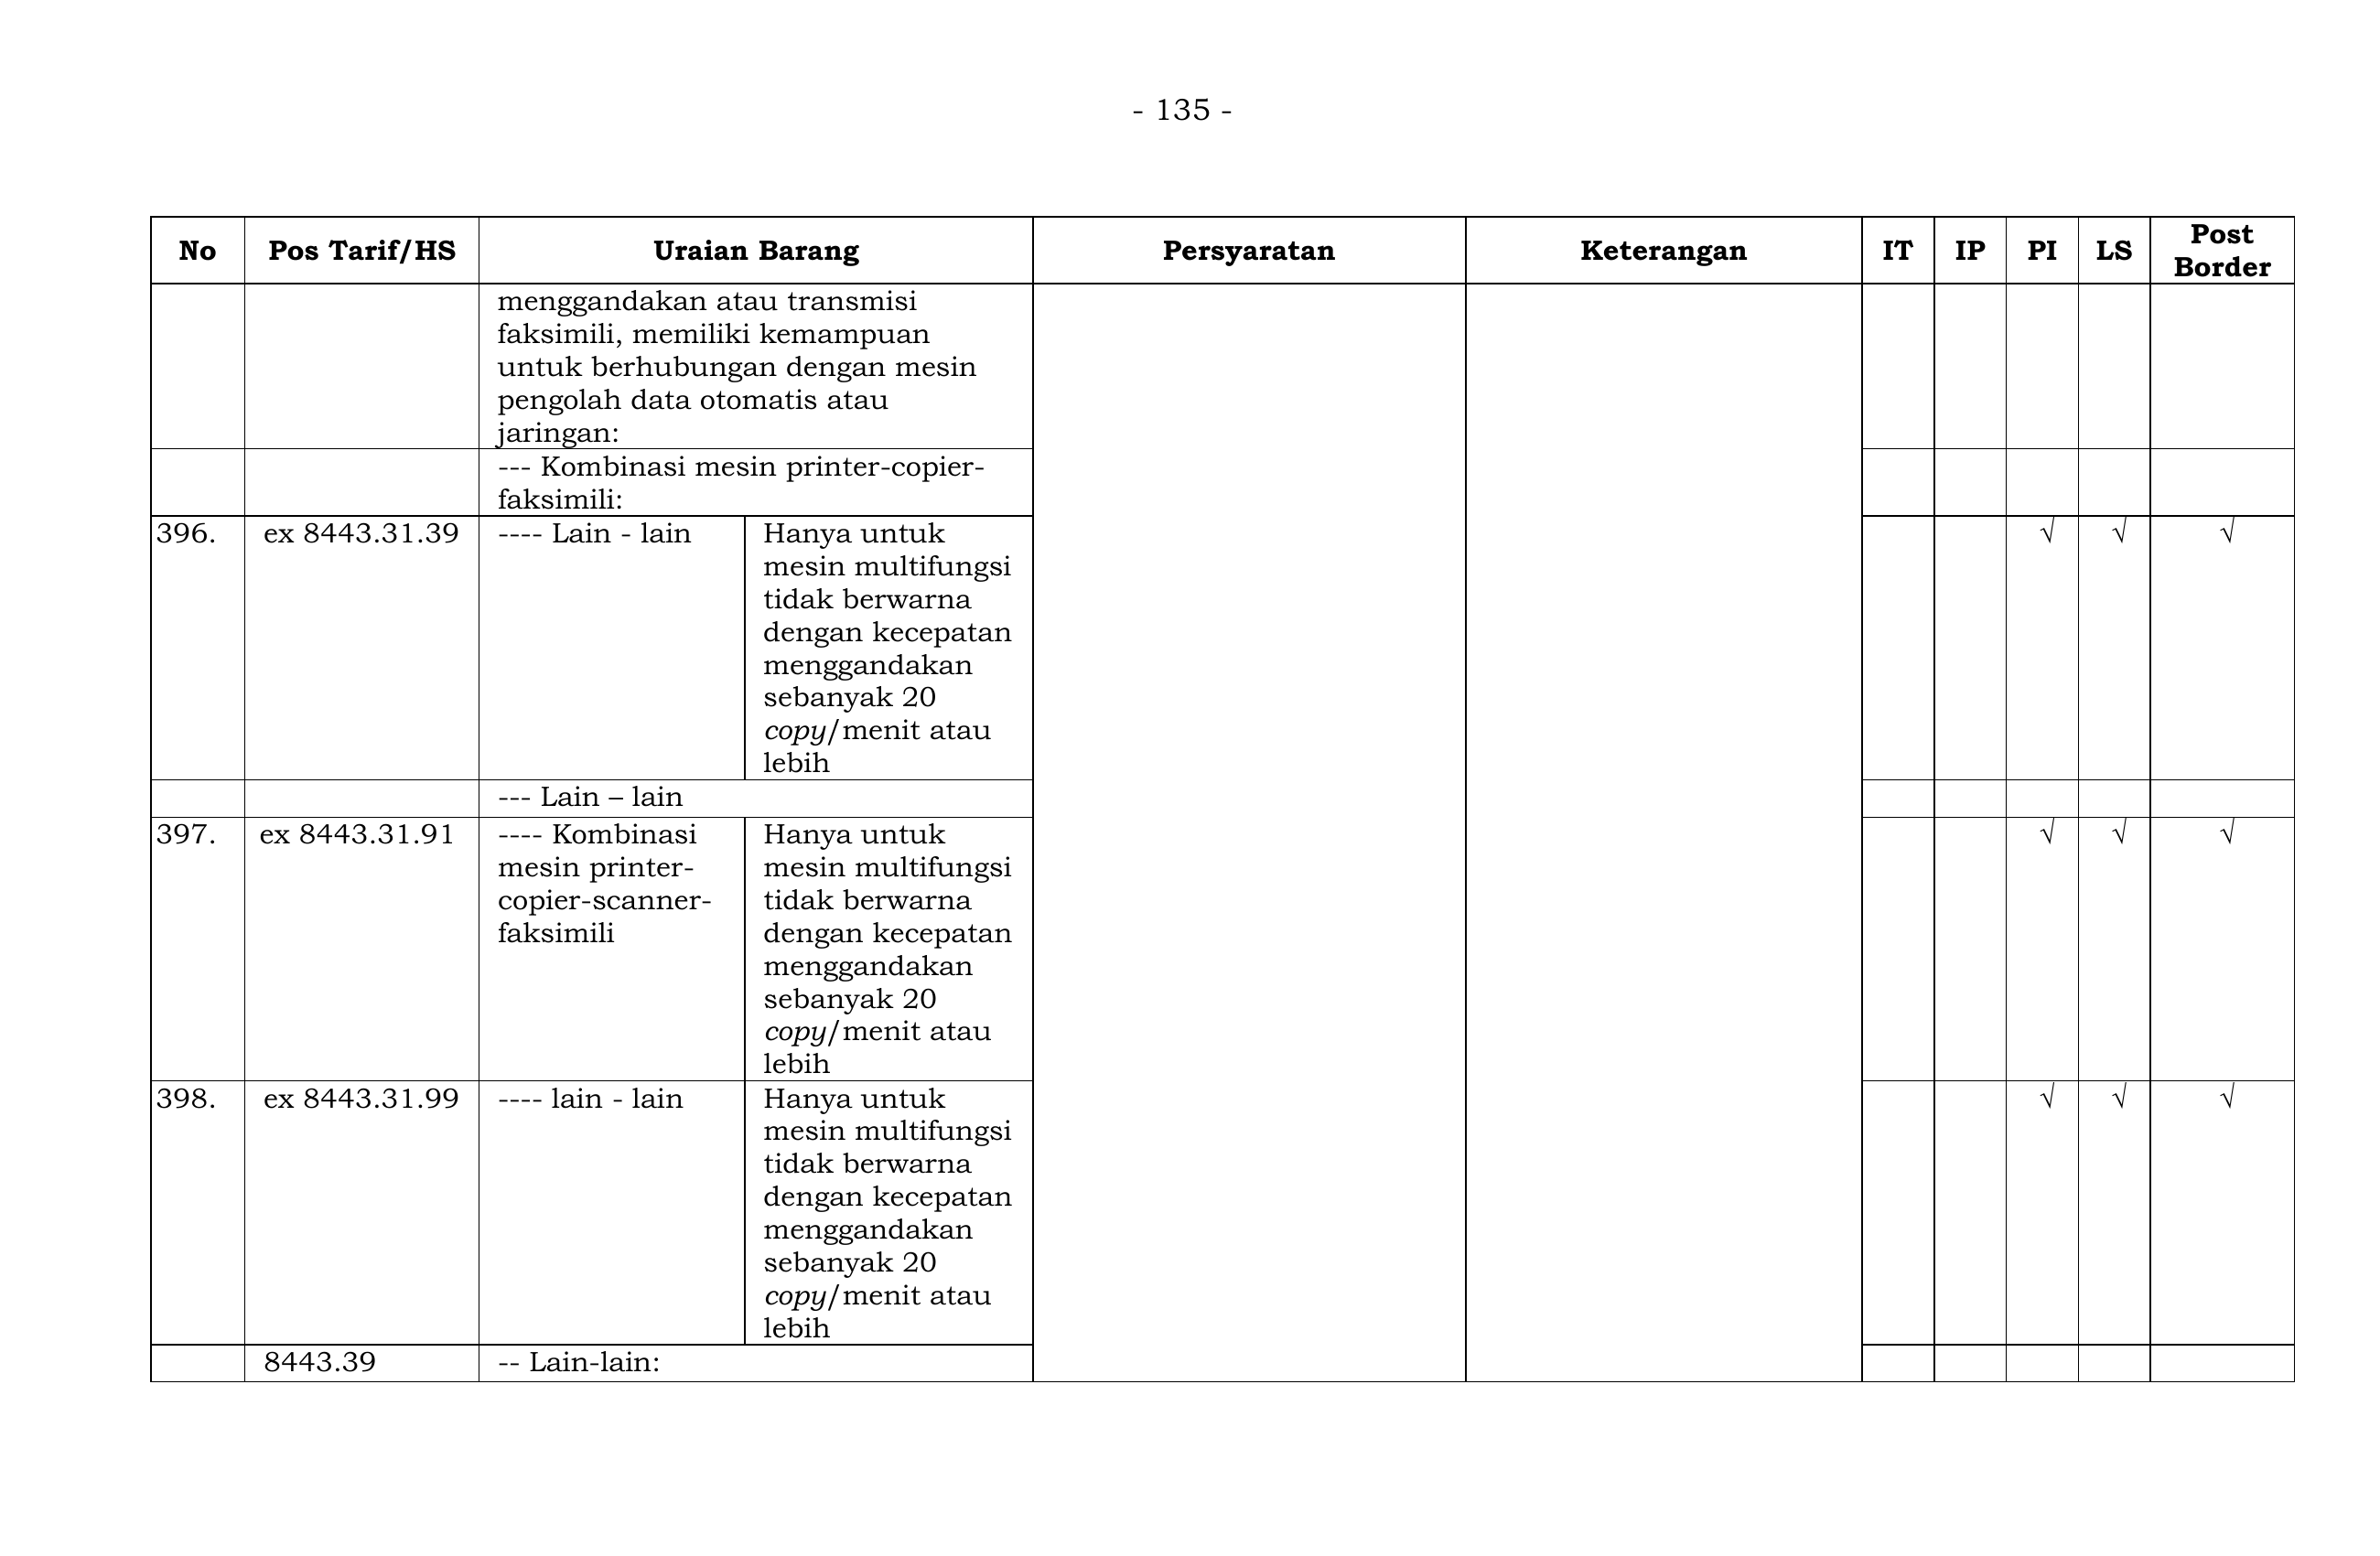 - 135 -
No Pos Tarif/HS Uraian Barang Persyaratan Keterangan IT IP PI LS Post Border
menggandakan atau transmisi
faksimili, memiliki kemampuan
untuk berhubungan dengan mesin
pengolah data otomatis atau
jaringan:
--- Kombinasi mesin printer-copier-
faksimili:
396. ex 8443.31.39 ---- Lain - lain Hanya untuk √ √ √
mesin multifungsi
tidak berwarna
dengan kecepatan
menggandakan
sebanyak 20
copy/menit atau
lebih
--- Lain – lain
397. ex 8443.31.91 ---- Kombinasi Hanya untuk √ √ √
mesin printer- mesin multifungsi
copier-scanner- tidak berwarna
faksimili dengan kecepatan
menggandakan
sebanyak 20
copy/menit atau
lebih
398. ex 8443.31.99 ---- lain - lain Hanya untuk √ √ √
mesin multifungsi
tidak berwarna
dengan kecepatan
menggandakan
sebanyak 20
copy/menit atau
lebih
8443.39 -- Lain-lain: